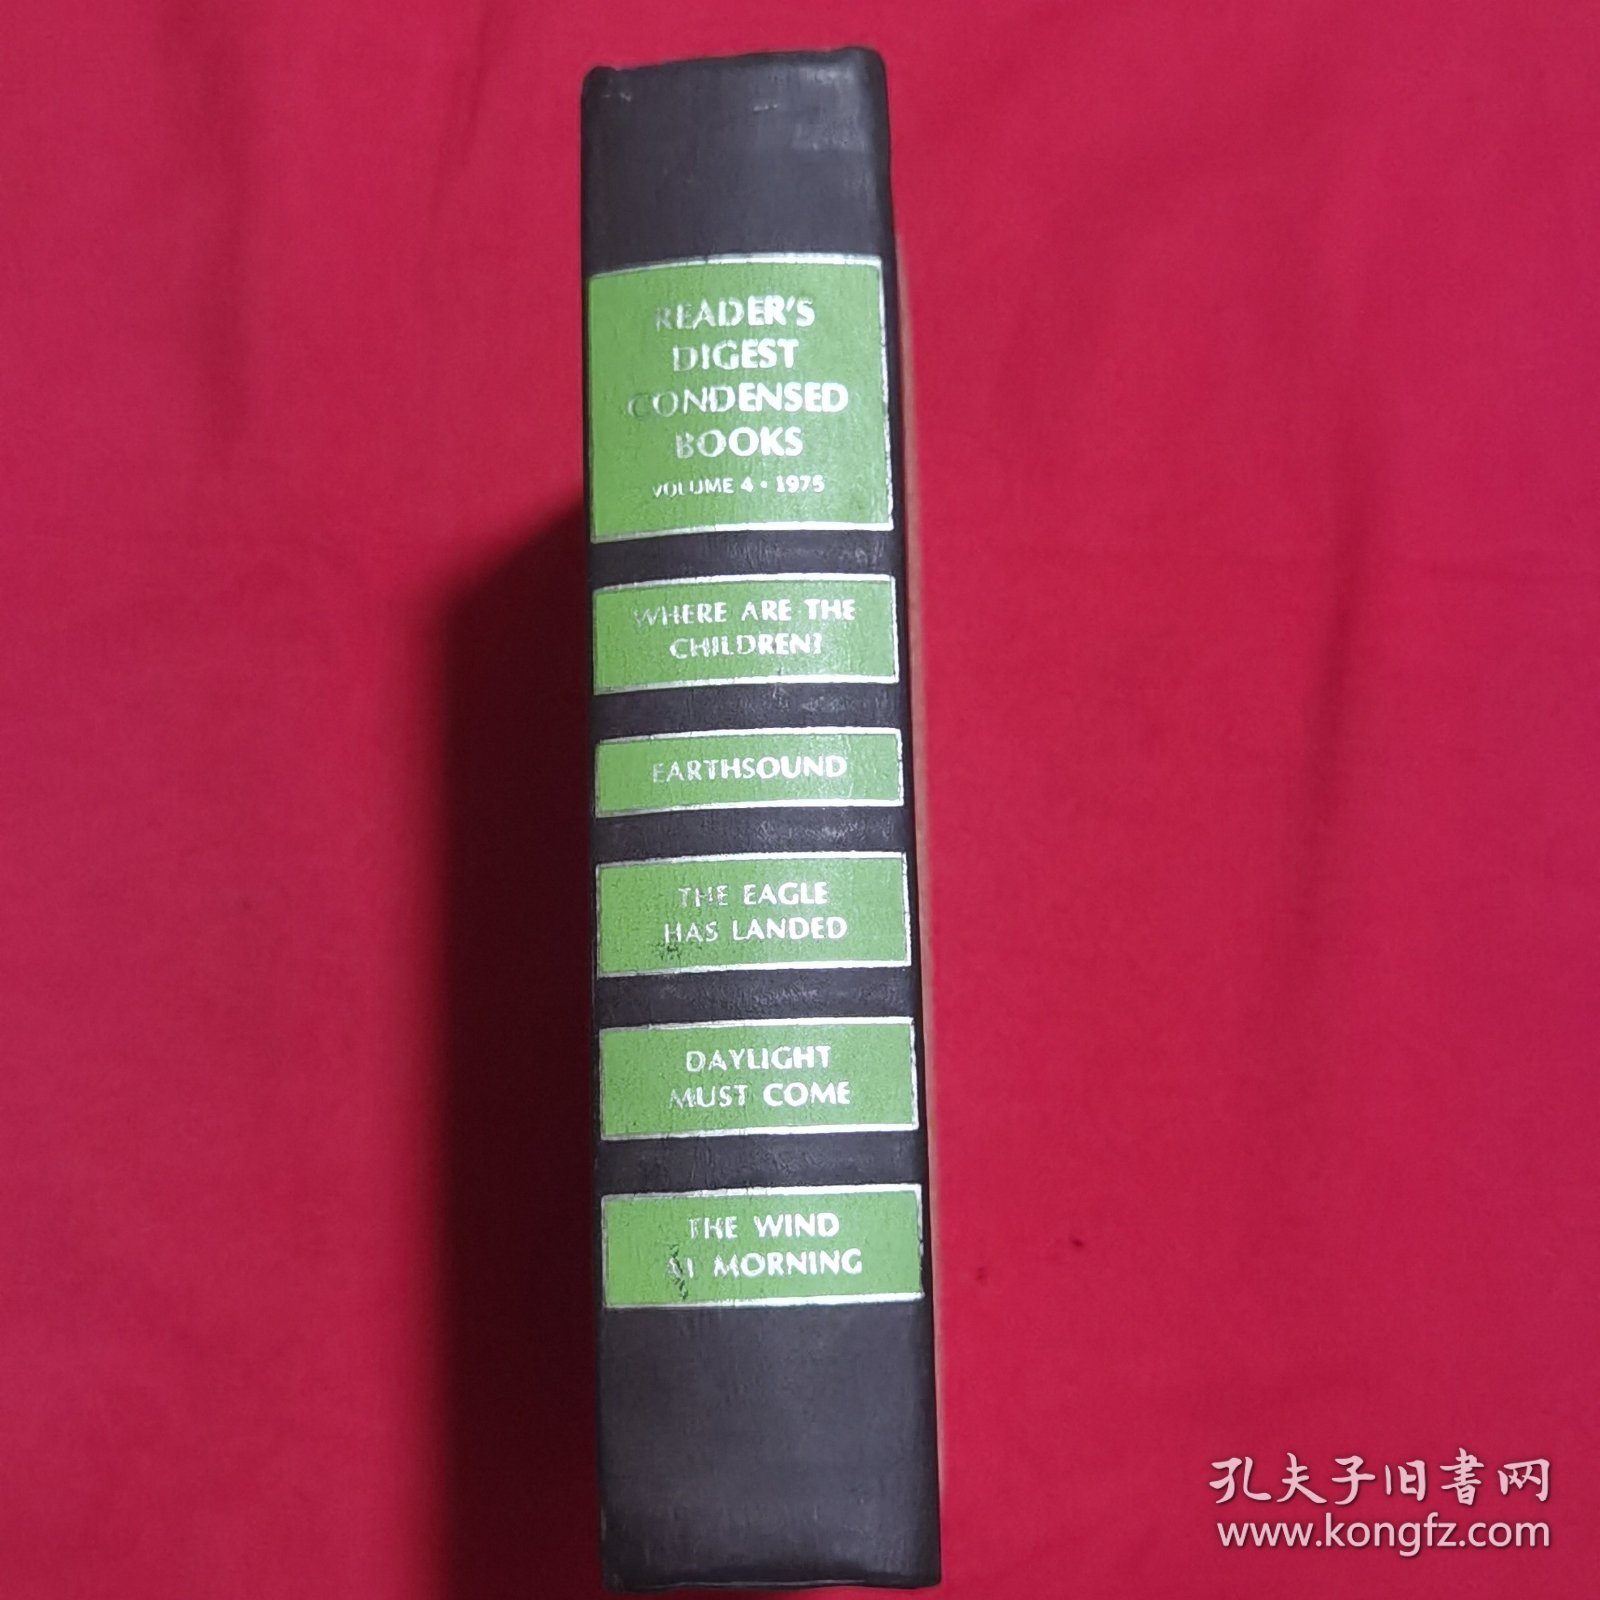 READER'S
DIGEST
CONDENSED
BOOKS
VOLUME 4 • 1975
WHERE ARE THE
CHILDREN?
EARTHSOUND
THE EAGLE
HAS LANDED
DAYLIGHT
MUST COME
THE WIND
AT MORNING
孔夫子旧书网
www.kongfz.com